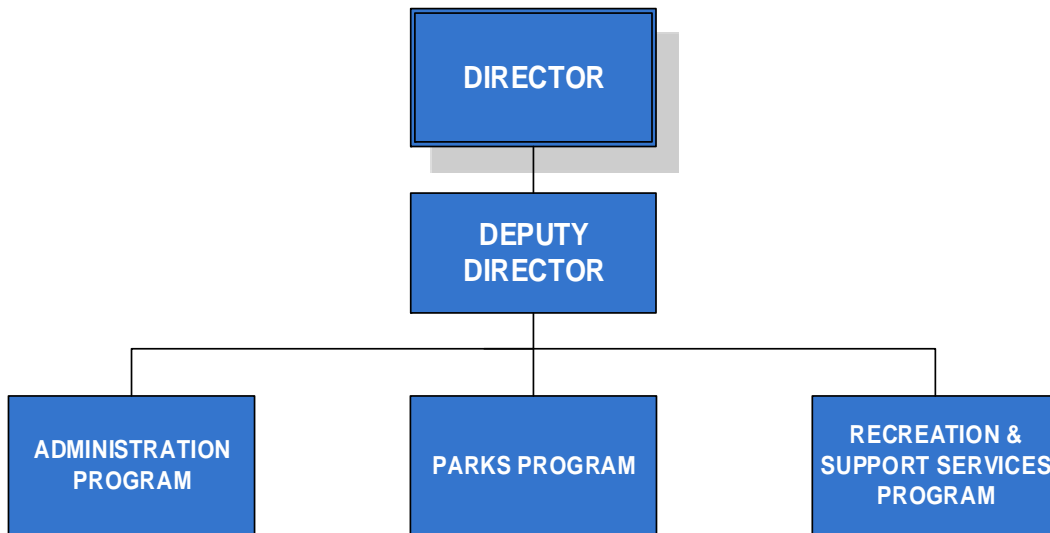 DIRECTOR
DEPUTY
DIRECTOR
ADMINISTRATION
PROGRAM
PARKS PROGRAM
RECREATION &
SUPPORT SERVICES
PROGRAM